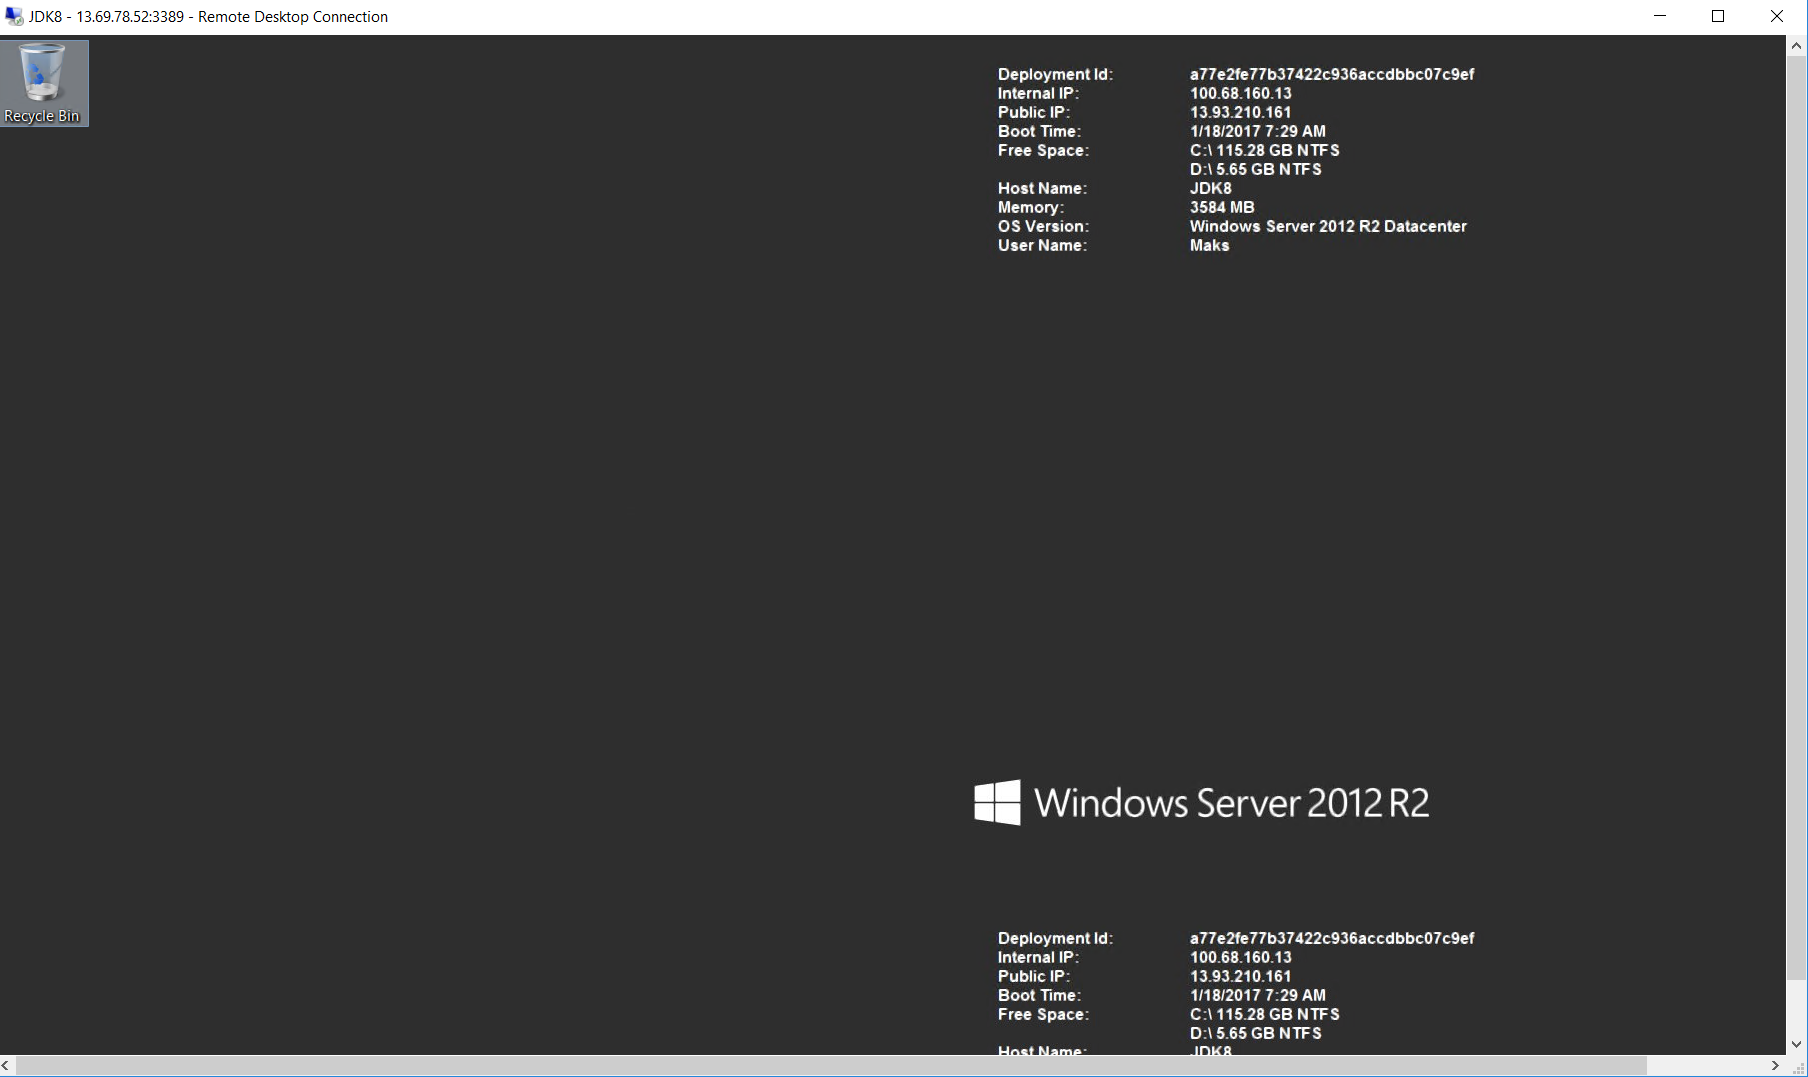 JDK8 - 13.69.78.52:3389 - Remote Desktop Connection
Recycle Bin
Deployment Id: a77e2fe77b37422c936accdbbc07c9ef
Internal IP: 100.68.160.13
Public IP: 13.93.210.161
Boot Time: 1/18/2017 7:29 AM
Free Space: C:\ 115.28 GB NTFS
D:\ 5.65 GB NTFS
Host Name: JDK8
Memory: 3584 MB
OS Version: Windows Server 2012 R2 Datacenter
User Name: Maks
Windows Server 2012 R2
Deployment Id: a77e2fe77b37422c936accdbbc07c9ef
Internal IP: 100.68.160.13
Public IP: 13.93.210.161
Boot Time: 1/18/2017 7:29 AM
Free Space: C:\ 115.28 GB NTFS
D:\ 5.65 GB NTFS
Host Name: JDK8